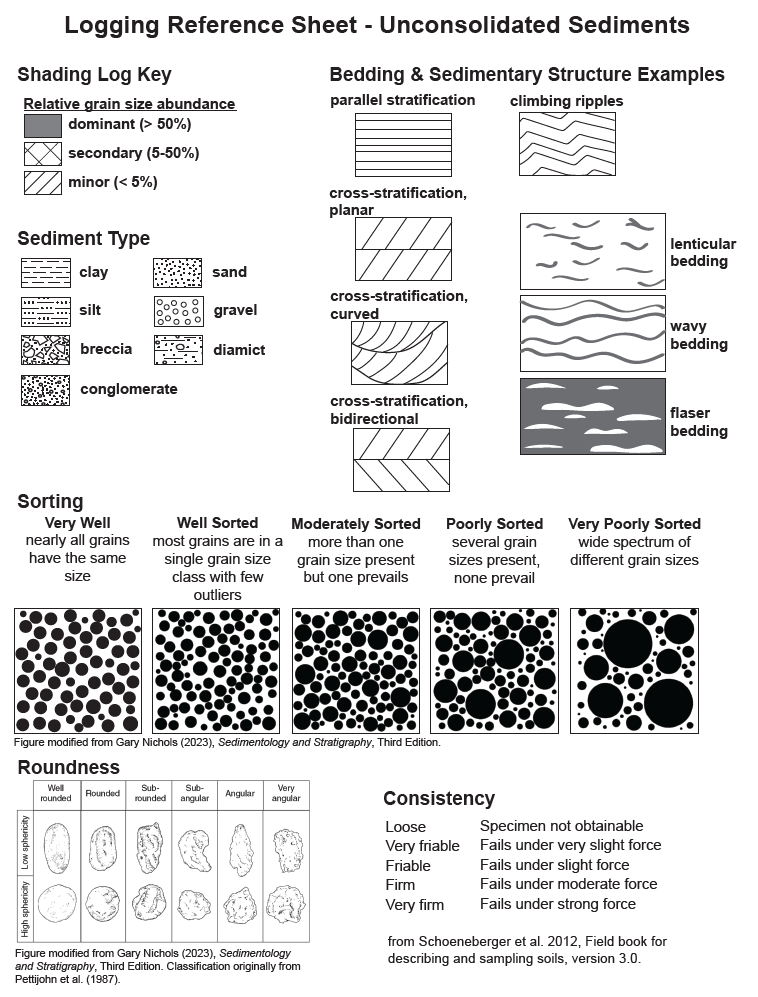 Logging Reference Sheet - Unconsolidated Sediments
Shading Log Key
Relative grain size abundance
dominant (> 50%)
secondary (5-50%)
minor (< 5%)
Sediment Type
clay
sand
silt
gravel
breccia
diamict
conglomerate
Bedding & Sedimentary Structure Examples
parallel stratification
climbing ripples
cross-stratification,
planar
cross-stratification,
curved
cross-stratification,
bidirectional
lenticular
bedding
wavy
bedding
flaser
bedding
Sorting
Very Well
nearly all grains
have the same
size
Well Sorted
most grains are in a
single grain size
class with few
outliers
Moderately Sorted
more than one
grain size present
but one prevails
Poorly Sorted
several grain
sizes present,
none prevail
Very Poorly Sorted
wide spectrum of
different grain sizes
Figure modified from Gary Nichols (2023), Sedimentology and Stratigraphy, Third Edition.
Roundness
Well
rounded
Rounded
Sub-
rounded
Sub-
angular
Angular
Very
angular
Low sphericity
High sphericity
Figure modified from Gary Nichols (2023), Sedimentology
and Stratigraphy, Third Edition. Classification originally from
Pettijohn et al. (1987).
Consistency
Loose Specimen not obtainable
Very friable Fails under very slight force
Friable Fails under slight force
Firm Fails under moderate force
Very firm Fails under strong force
from Schoeneberger et al. 2012, Field book for
describing and sampling soils, version 3.0.